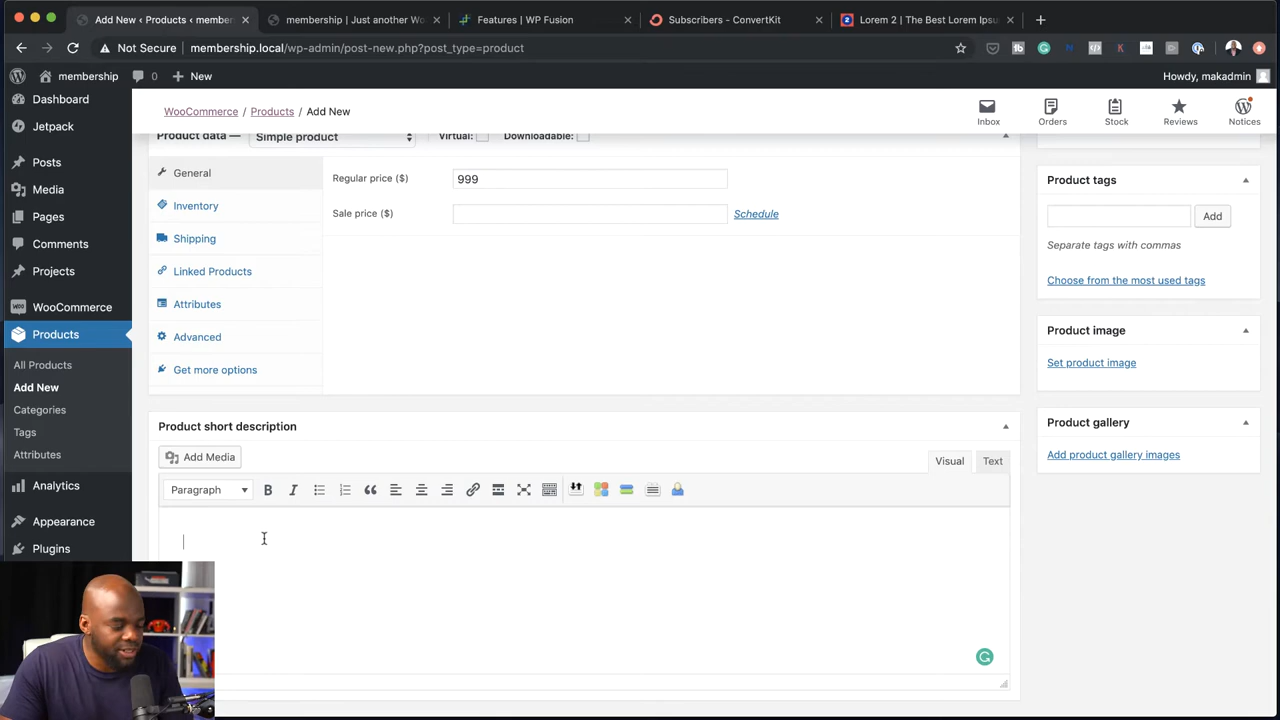 Add New ‹ Products ‹ member
membership | Just another Wo
Features | WP Fusion
Subscribers - ConvertKit
Lorem 2 | The Best Lorem Ipsu
Not Secure
membership.local/wp-admin/post-new.php?post_type=product
membership
0
New
Howdy, makadmin
Dashboard
Jetpack
Posts
Media
Pages
Comments
Projects
WooCommerce
Products
All Products
Add New
Categories
Tags
Attributes
Analytics
Appearance
Plugins
WooCommerce / Products / Add New
Inbox
Orders
Stock
Reviews
Notices
Product data — Simple product
Virtual:
Downloadable:
General
Inventory
Shipping
Linked Products
Attributes
Advanced
Get more options
Regular price ($) 999
Sale price ($) Schedule
Product short description
Add Media
Visual Text
Paragraph
Product tags
Add
Separate tags with commas
Choose from the most used tags
Product image
Set product image
Product gallery
Add product gallery images